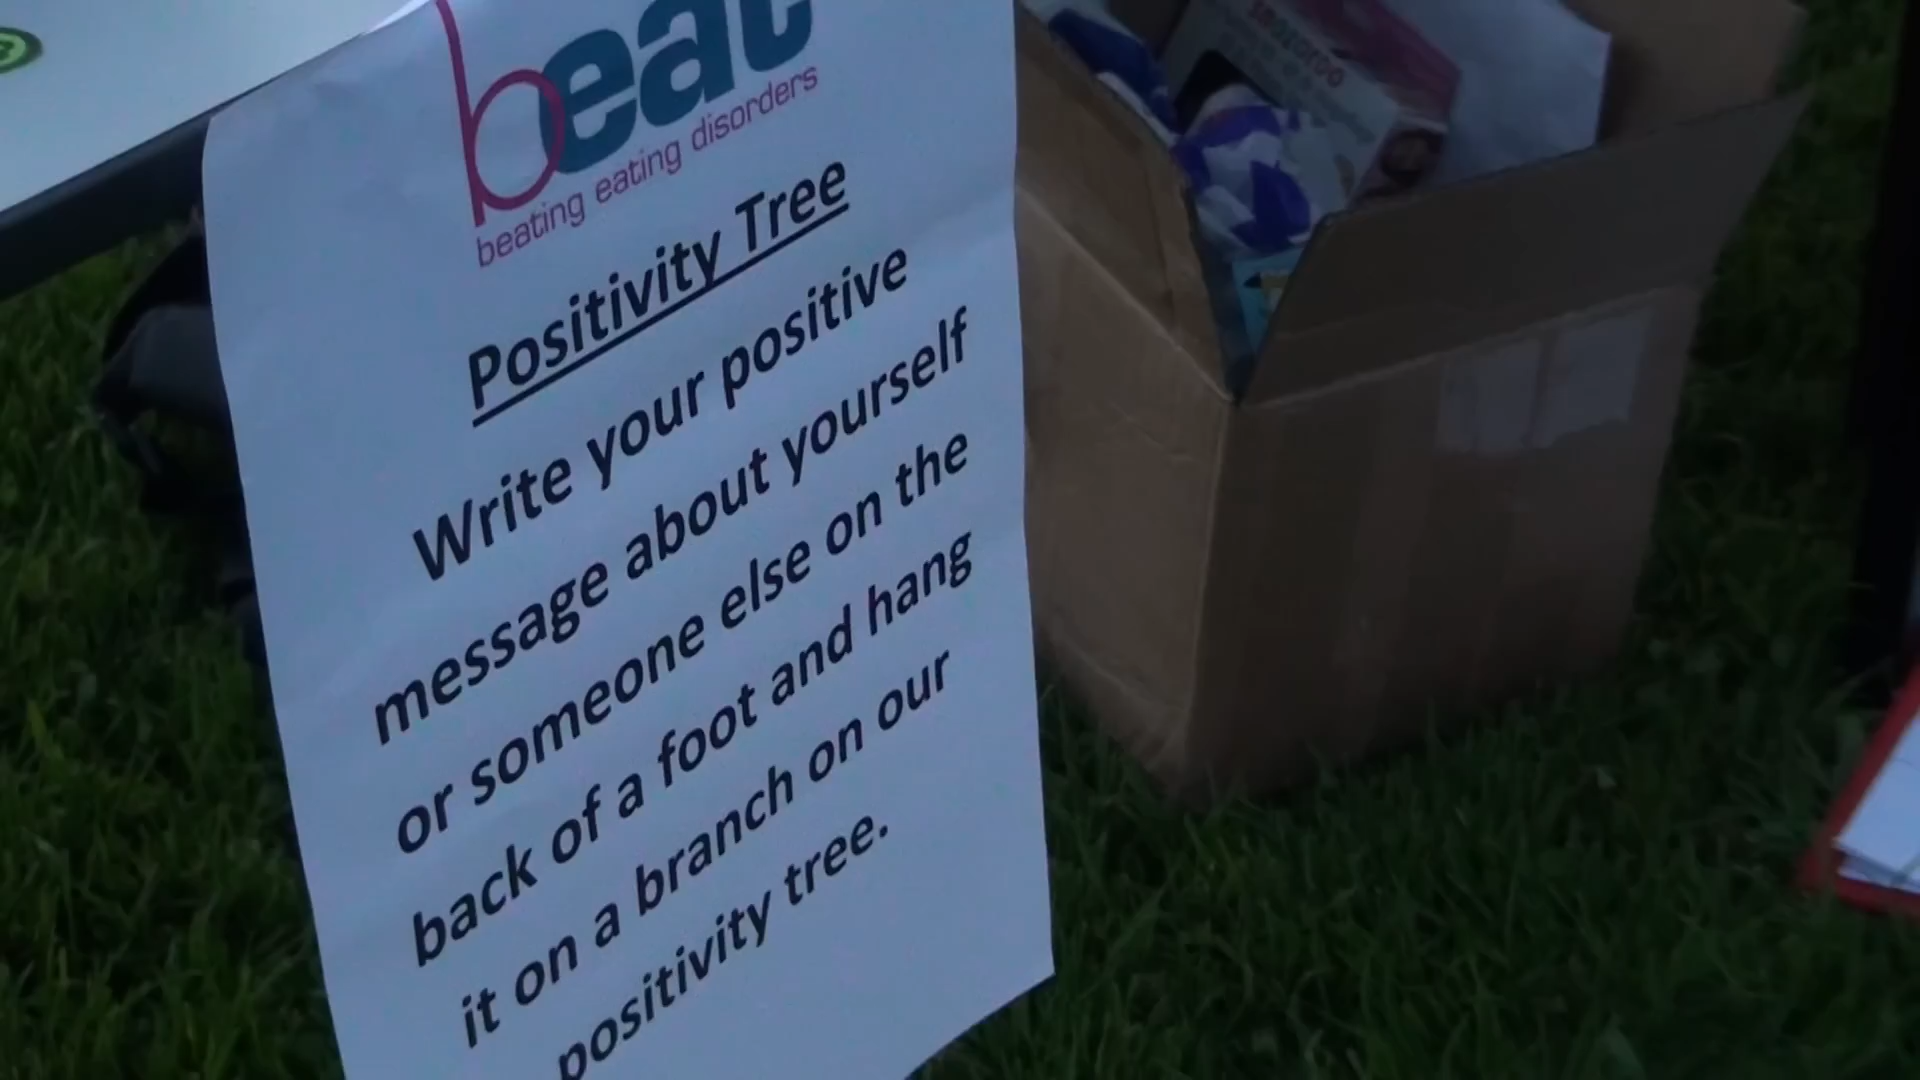 beat
beating eating disorders
Positivity Tree
Write your positive
message about yourself
or someone else on the
back of a foot and hang
it on a branch on our
positivity tree.
snazaroo